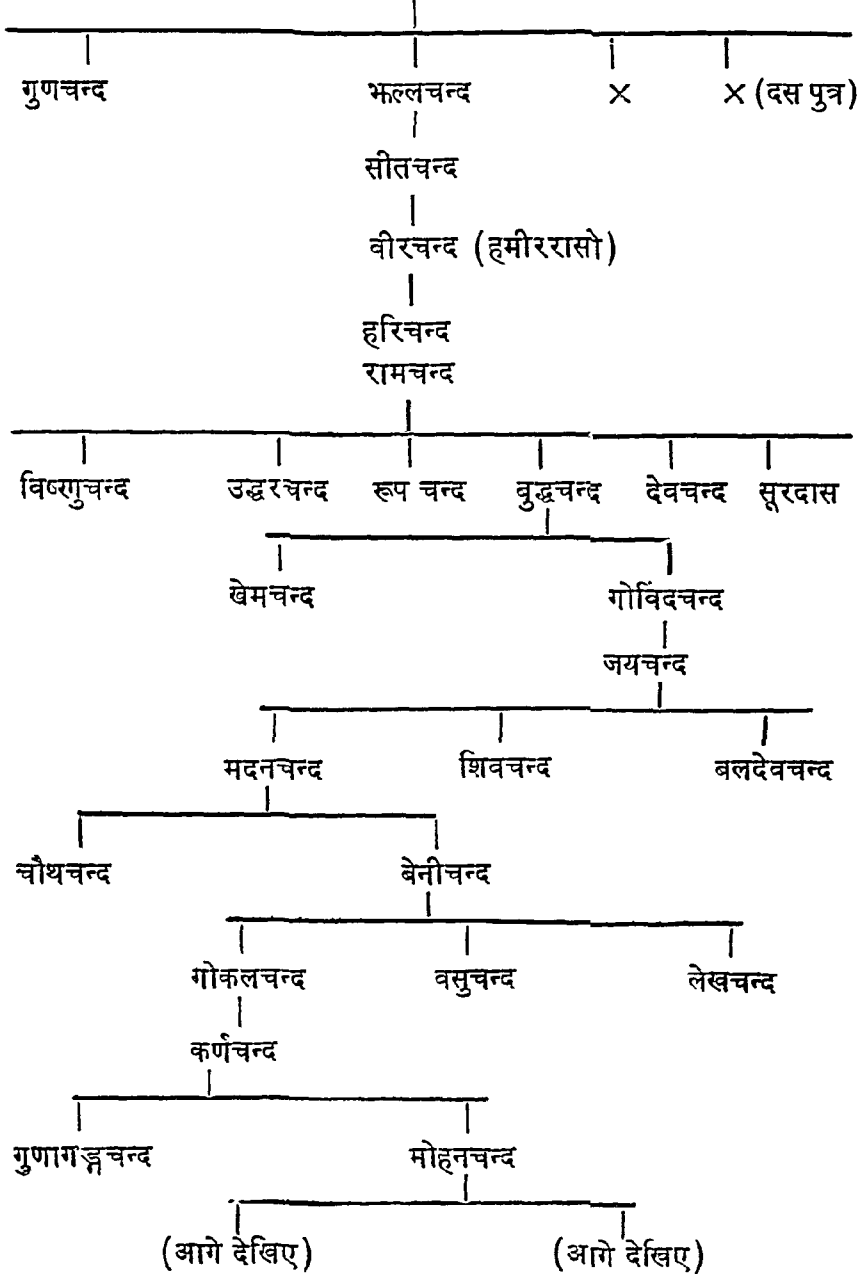 गुणचन्द झल्लचन्द × × (दस पुत्र)
सीतचन्द
वीरचन्द (हमीररासो)
हरिचन्द
रामचन्द
विष्णुचन्द उद्धरचन्द रूप चन्द बुद्धचन्द देवचन्द सूरदास
खेमचन्द गोविंदचन्द
जयचन्द
मदनचन्द शिवचन्द बलदेवचन्द
चौथचन्द बेनीचन्द
गोकलचन्द वसुचन्द लेखचन्द
कर्णचन्द
गुणागङ्गचन्द मोहनचन्द
(आगे देखिए) (आगे देखिए)